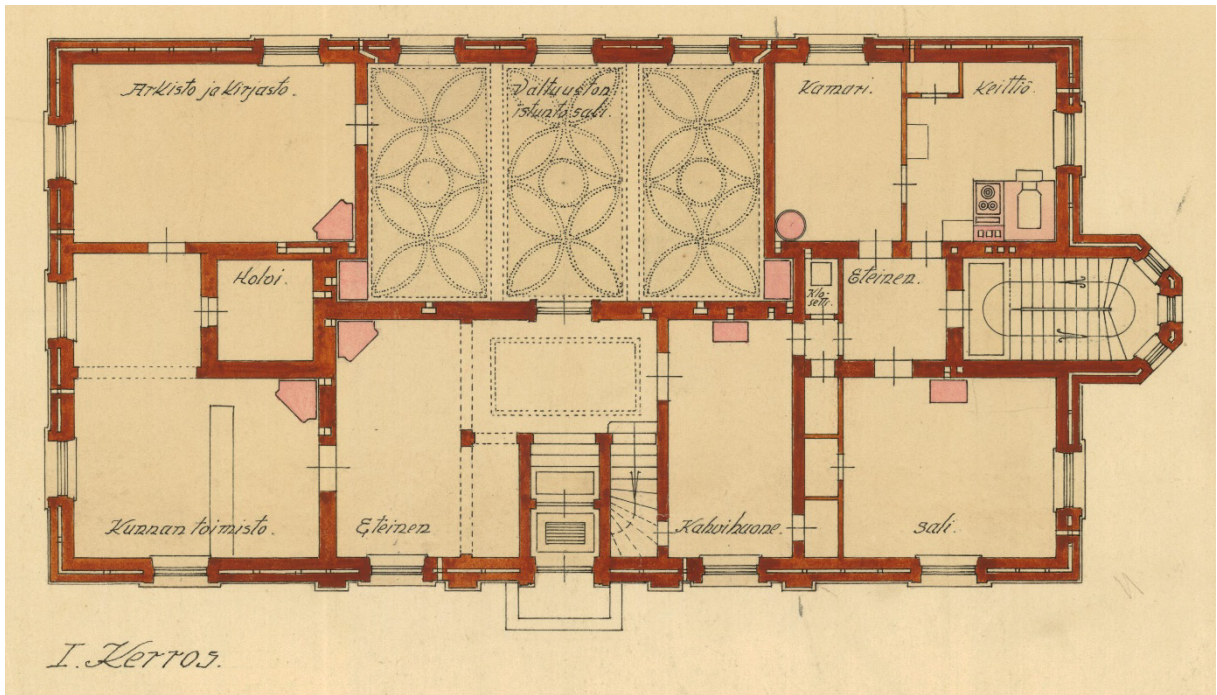 Arkisto ja Kirjasto.
Valtuuston
istunto sali.
Kamari.
Keittiö.
Holvi.
Klo-
setti.
Eteinen.
Kunnan toimisto.
Eteinen
Kahvihuone.
Sali.
I. Kerros.